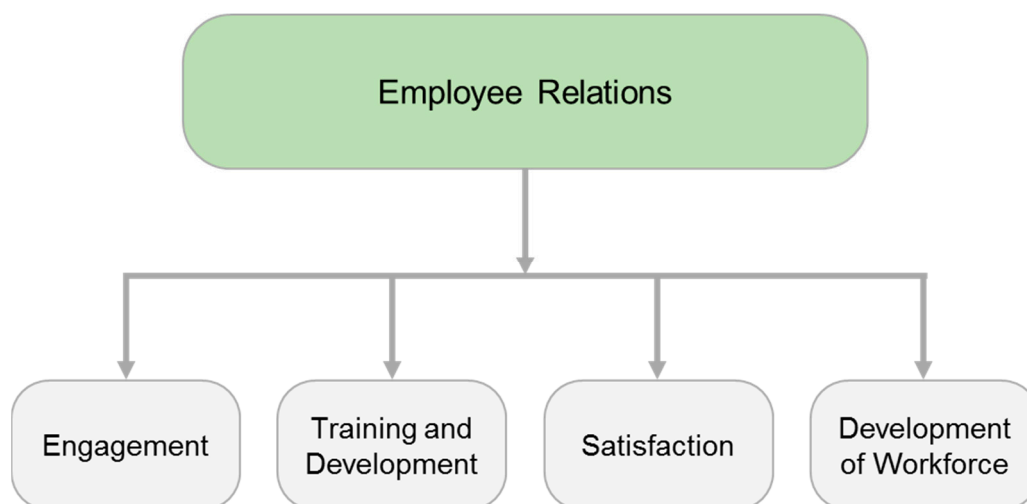 Employee Relations
Engagement
Training and
Development
Satisfaction
Development
of Workforce